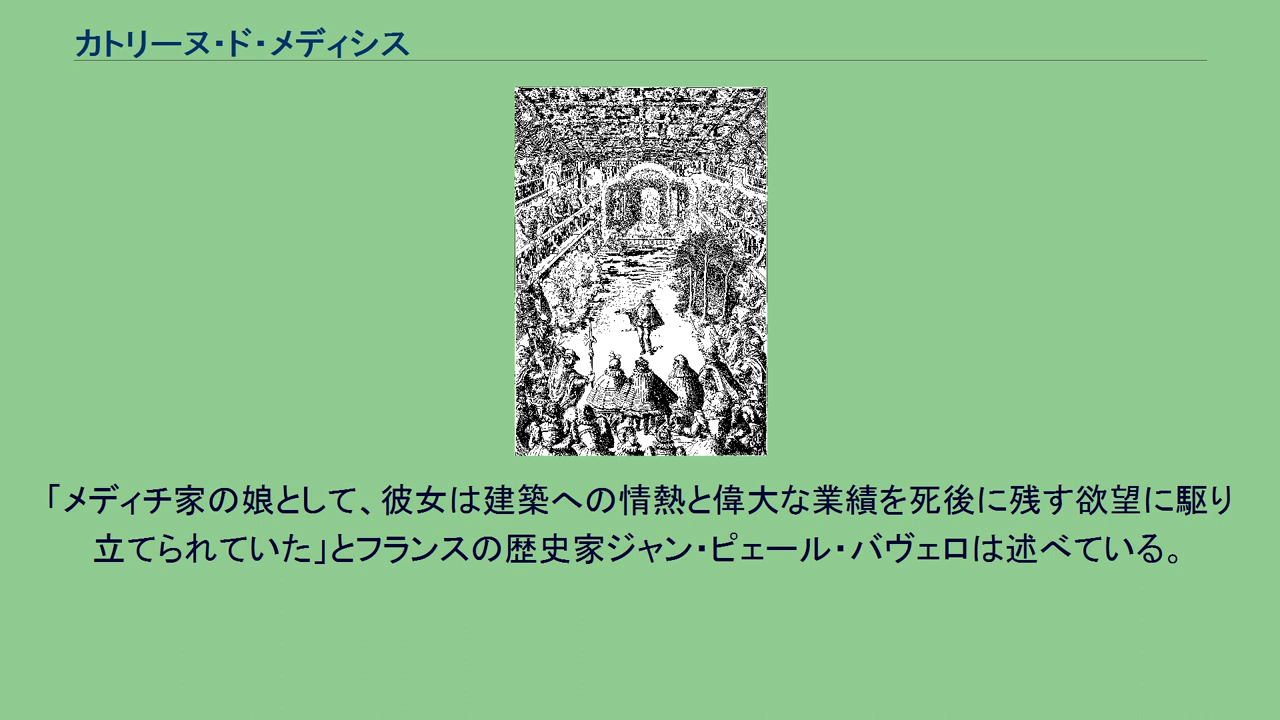 カトリーヌ・ド・メディシス
「メディチ家の娘として、彼女は建築への情熱と偉大な業績を死後に残す欲望に駆り
立てられていた」とフランスの歴史家ジャン・ピェール・バヴェロは述べている。